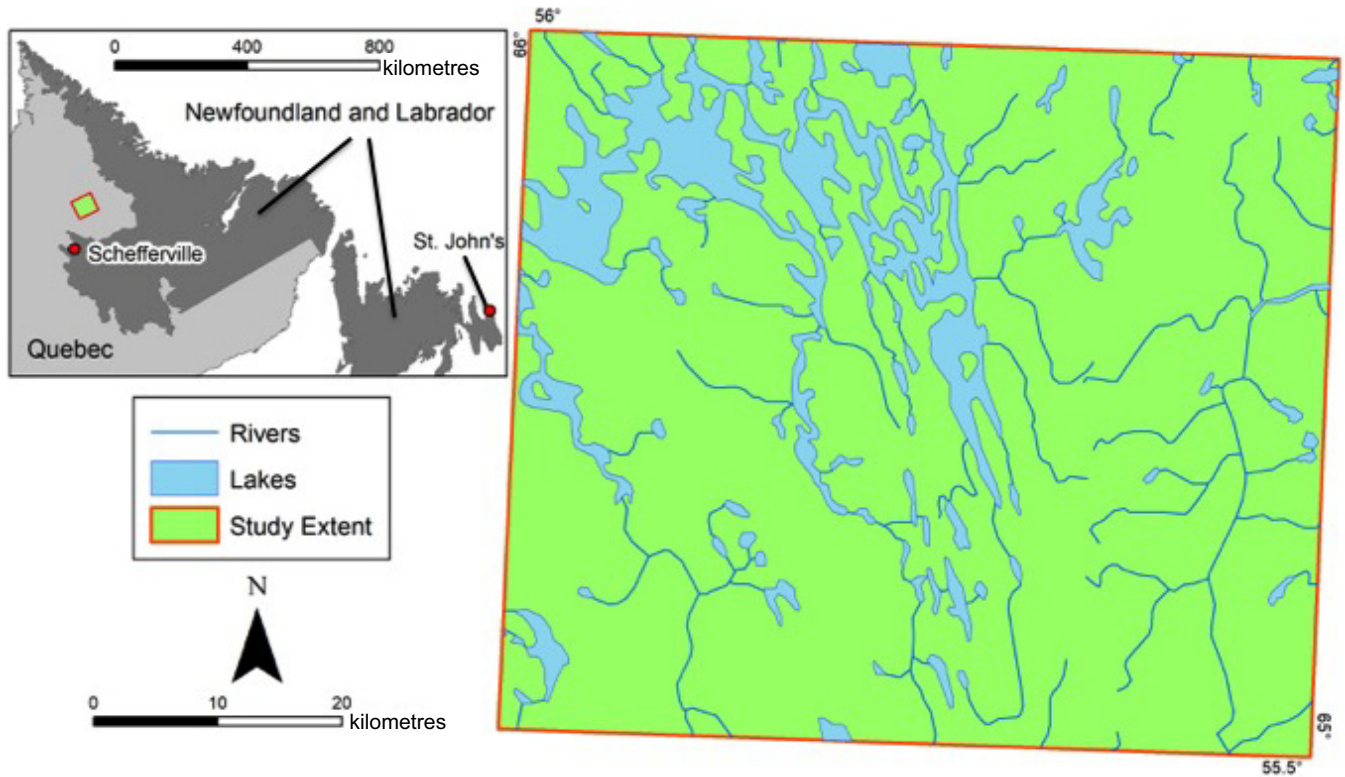 0 400 800
kilometres
Newfoundland and Labrador
St. John's
Schefferville
Quebec
Rivers
Lakes
Study Extent
N
0 10 20
kilometres
56°
66°
65°
55.5°